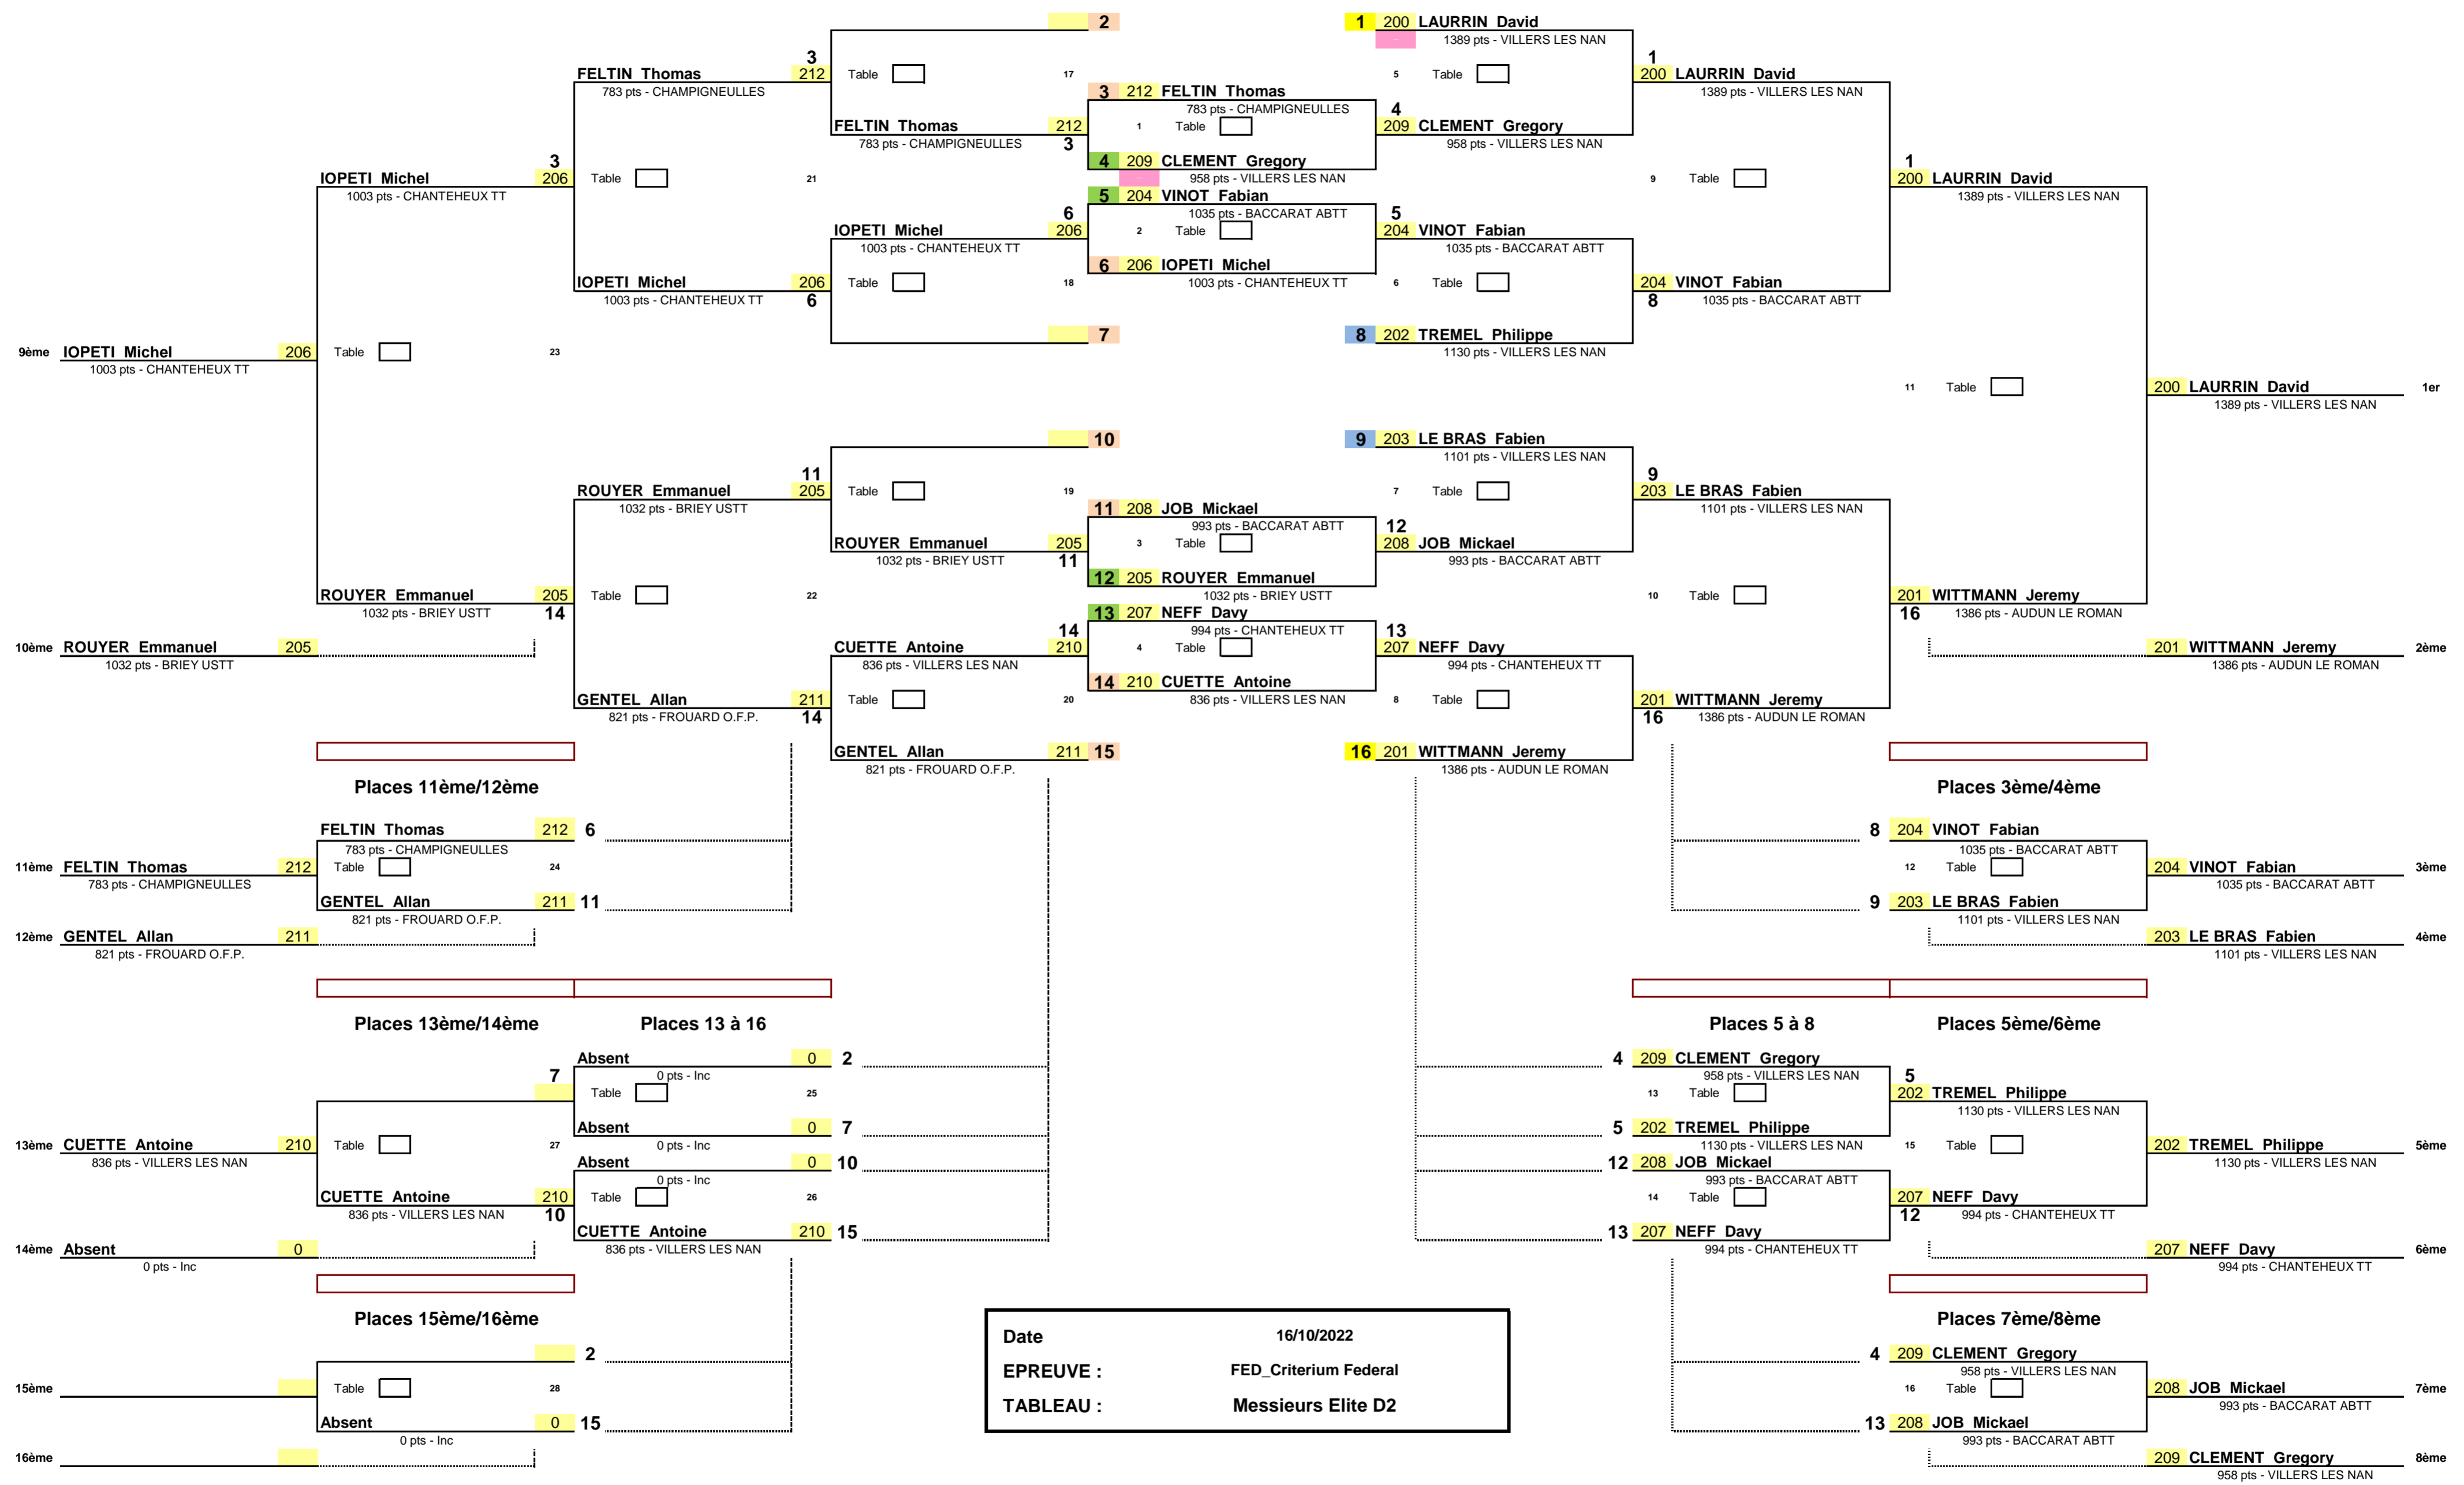 2 1 200 LAURRIN David
1389 pts - VILLERS LES NAN
3 1
FELTIN Thomas 212 Table 17 5 Table 200 LAURRIN David
783 pts - CHAMPIGNEULLES 3 212 FELTIN Thomas 1389 pts - VILLERS LES NAN
783 pts - CHAMPIGNEULLES 4
FELTIN Thomas 212 1 Table 209 CLEMENT Gregory
783 pts - CHAMPIGNEULLES 3 958 pts - VILLERS LES NAN
3 4 209 CLEMENT Gregory 1
IOPETI Michel 206 Table 21 958 pts - VILLERS LES NAN 9 Table 200 LAURRIN David
1003 pts - CHANTEHEUX TT 5 204 VINOT Fabian 1389 pts - VILLERS LES NAN
6 1035 pts - BACCARAT ABTT 5
IOPETI Michel 206 2 Table 204 VINOT Fabian
1003 pts - CHANTEHEUX TT 1035 pts - BACCARAT ABTT
6 206 IOPETI Michel
IOPETI Michel 206 Table 18 1003 pts - CHANTEHEUX TT 6 Table 204 VINOT Fabian
1003 pts - CHANTEHEUX TT 6 8 1035 pts - BACCARAT ABTT
7 8 202 TREMEL Philippe
9ème IOPETI Michel 206 Table 23 1130 pts - VILLERS LES NAN
1003 pts - CHANTEHEUX TT
11 Table 200 LAURRIN David 1er
1389 pts - VILLERS LES NAN
10 9 203 LE BRAS Fabien
1101 pts - VILLERS LES NAN
11 9
ROUYER Emmanuel 205 Table 19 7 Table 203 LE BRAS Fabien
1032 pts - BRIEY USTT 11 208 JOB Mickael 1101 pts - VILLERS LES NAN
993 pts - BACCARAT ABTT 12
ROUYER Emmanuel 205 3 Table 208 JOB Mickael
1032 pts - BRIEY USTT 11 993 pts - BACCARAT ABTT
12 205 ROUYER Emmanuel
ROUYER Emmanuel 205 Table 22 1032 pts - BRIEY USTT 10 Table 201 WITTMANN Jeremy
1032 pts - BRIEY USTT 14 13 207 NEFF Davy 16 1386 pts - AUDUN LE ROMAN
14 994 pts - CHANTEHEUX TT 13
10ème ROUYER Emmanuel 205 CUETTE Antoine 210 4 Table 207 NEFF Davy 201 WITTMANN Jeremy 2ème
1032 pts - BRIEY USTT 836 pts - VILLERS LES NAN 994 pts - CHANTEHEUX TT 1386 pts - AUDUN LE ROMAN
14 210 CUETTE Antoine
GENTEL Allan 211 Table 20 836 pts - VILLERS LES NAN 8 Table 201 WITTMANN Jeremy
821 pts - FROUARD O.F.P. 14 16 1386 pts - AUDUN LE ROMAN
GENTEL Allan 211 15 16 201 WITTMANN Jeremy
821 pts - FROUARD O.F.P. 1386 pts - AUDUN LE ROMAN
Places 11ème/12ème Places 3ème/4ème
FELTIN Thomas 212 6 8 204 VINOT Fabian
783 pts - CHAMPIGNEULLES 1035 pts - BACCARAT ABTT
11ème FELTIN Thomas 212 Table 24 12 Table 204 VINOT Fabian 3ème
783 pts - CHAMPIGNEULLES 1035 pts - BACCARAT ABTT
GENTEL Allan 211 11 9 203 LE BRAS Fabien
821 pts - FROUARD O.F.P. 1101 pts - VILLERS LES NAN
12ème GENTEL Allan 211 203 LE BRAS Fabien 4ème
821 pts - FROUARD O.F.P. 1101 pts - VILLERS LES NAN
Places 13ème/14ème Places 13 à 16 Places 5 à 8 Places 5ème/6ème
Absent 0 2 4 209 CLEMENT Gregory
7 0 pts - Inc 958 pts - VILLERS LES NAN 5
Table 25 13 Table 202 TREMEL Philippe
1130 pts - VILLERS LES NAN
Absent 0 7 5 202 TREMEL Philippe
13ème CUETTE Antoine 210 Table 27 0 pts - Inc 1130 pts - VILLERS LES NAN 15 Table 202 TREMEL Philippe 5ème
836 pts - VILLERS LES NAN Absent 0 10 12 208 JOB Mickael 1130 pts - VILLERS LES NAN
0 pts - Inc 993 pts - BACCARAT ABTT
CUETTE Antoine 210 Table 26 14 Table 207 NEFF Davy
836 pts - VILLERS LES NAN 10 12 994 pts - CHANTEHEUX TT
CUETTE Antoine 210 15 13 207 NEFF Davy
14ème Absent 0 836 pts - VILLERS LES NAN 994 pts - CHANTEHEUX TT 207 NEFF Davy 6ème
0 pts - Inc 994 pts - CHANTEHEUX TT
Places 15ème/16ème Places 7ème/8ème
Date 16/10/2022
2 4 209 CLEMENT Gregory
EPREUVE : FED_Criterium Federal 958 pts - VILLERS LES NAN
15ème Table 28 16 Table 208 JOB Mickael 7ème
TABLEAU : Messieurs Elite D2 993 pts - BACCARAT ABTT
Absent 0 15 13 208 JOB Mickael
0 pts - Inc 993 pts - BACCARAT ABTT
16ème 209 CLEMENT Gregory 8ème
958 pts - VILLERS LES NAN